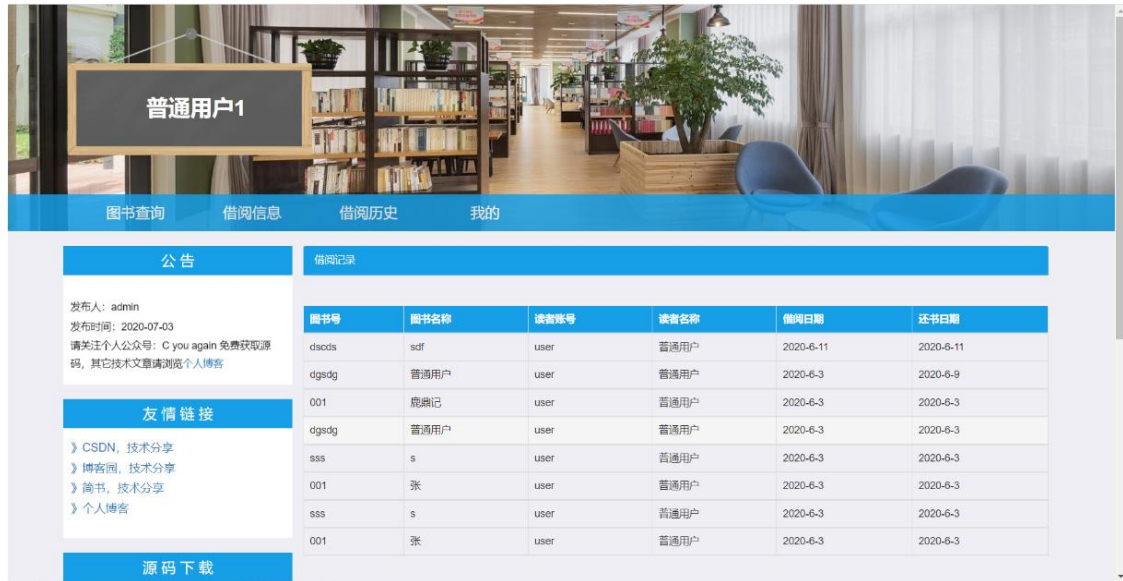 普通用户1
图书查询 借阅信息 借阅历史 我的
公告
发布人：admin
发布时间：2020-07-03
请关注个人公众号：C you again 免费获取源
码，其它技术文章请浏览个人博客
友情链接
》CSDN，技术分享
》博客园，技术分享
》简书，技术分享
》个人博客
源码下载
借阅记录
图书号 图书名称 读者账号 读者名称 借阅日期 还书日期
dscds sdf user 普通用户 2020-6-11 2020-6-11
dgsdg 普通用户 user 普通用户 2020-6-3 2020-6-9
001 鹿鼎记 user 普通用户 2020-6-3 2020-6-3
dgsdg 普通用户 user 普通用户 2020-6-3 2020-6-3
sss s user 普通用户 2020-6-3 2020-6-3
001 张 user 普通用户 2020-6-3 2020-6-3
sss s user 普通用户 2020-6-3 2020-6-3
001 张 user 普通用户 2020-6-3 2020-6-3